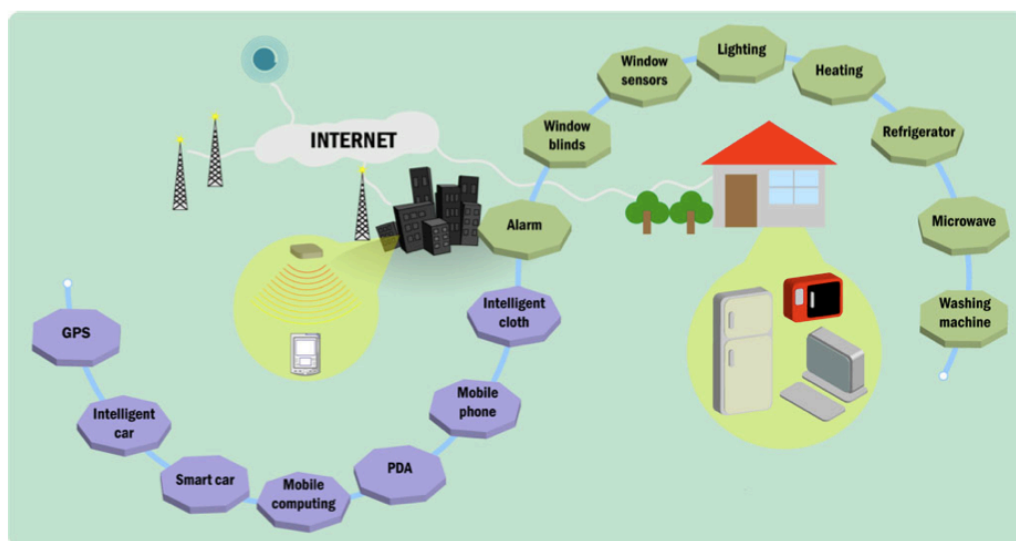 INTERNET
Window
sensors
Lighting
Heating
Window
blinds
Refrigerator
Alarm
Microwave
Washing
machine
GPS
Intelligent
car
Smart car
Mobile
computing
PDA
Mobile
phone
Intelligent
cloth